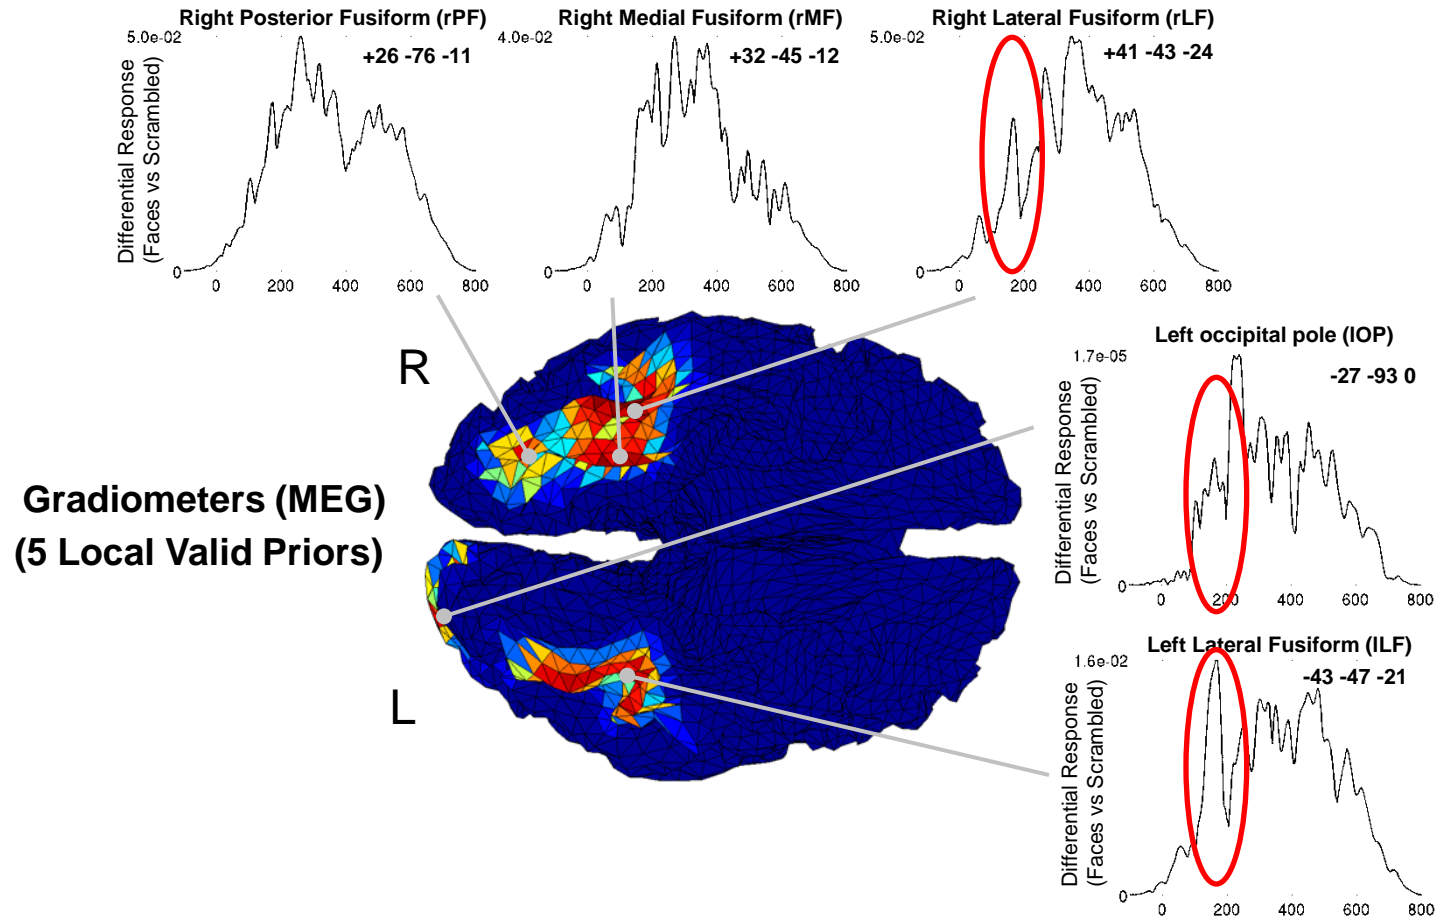 Right Posterior Fusiform (rPF)
Right Medial Fusiform (rMF)
Right Lateral Fusiform (rLF)
5.0e-02
+26 -76 -11
4.0e-02
+32 -45 -12
5.0e-02
+41 -43 -24
Differential Response
(Faces vs Scrambled)
Differential Response
(Faces vs Scrambled)
0
0 200 400 600 800
0
0 200 400 600 800
0
0 200 400 600 800
R
Left occipital pole (lOP)
1.7e-05
-27 -93 0
Differential Response
(Faces vs Scrambled)
0
0 200 400 600 800
Gradiometers (MEG)
(5 Local Valid Priors)
L
Left Lateral Fusiform (lLF)
1.6e-02
-43 -47 -21
Differential Response
(Faces vs Scrambled)
0
0 200 400 600 800